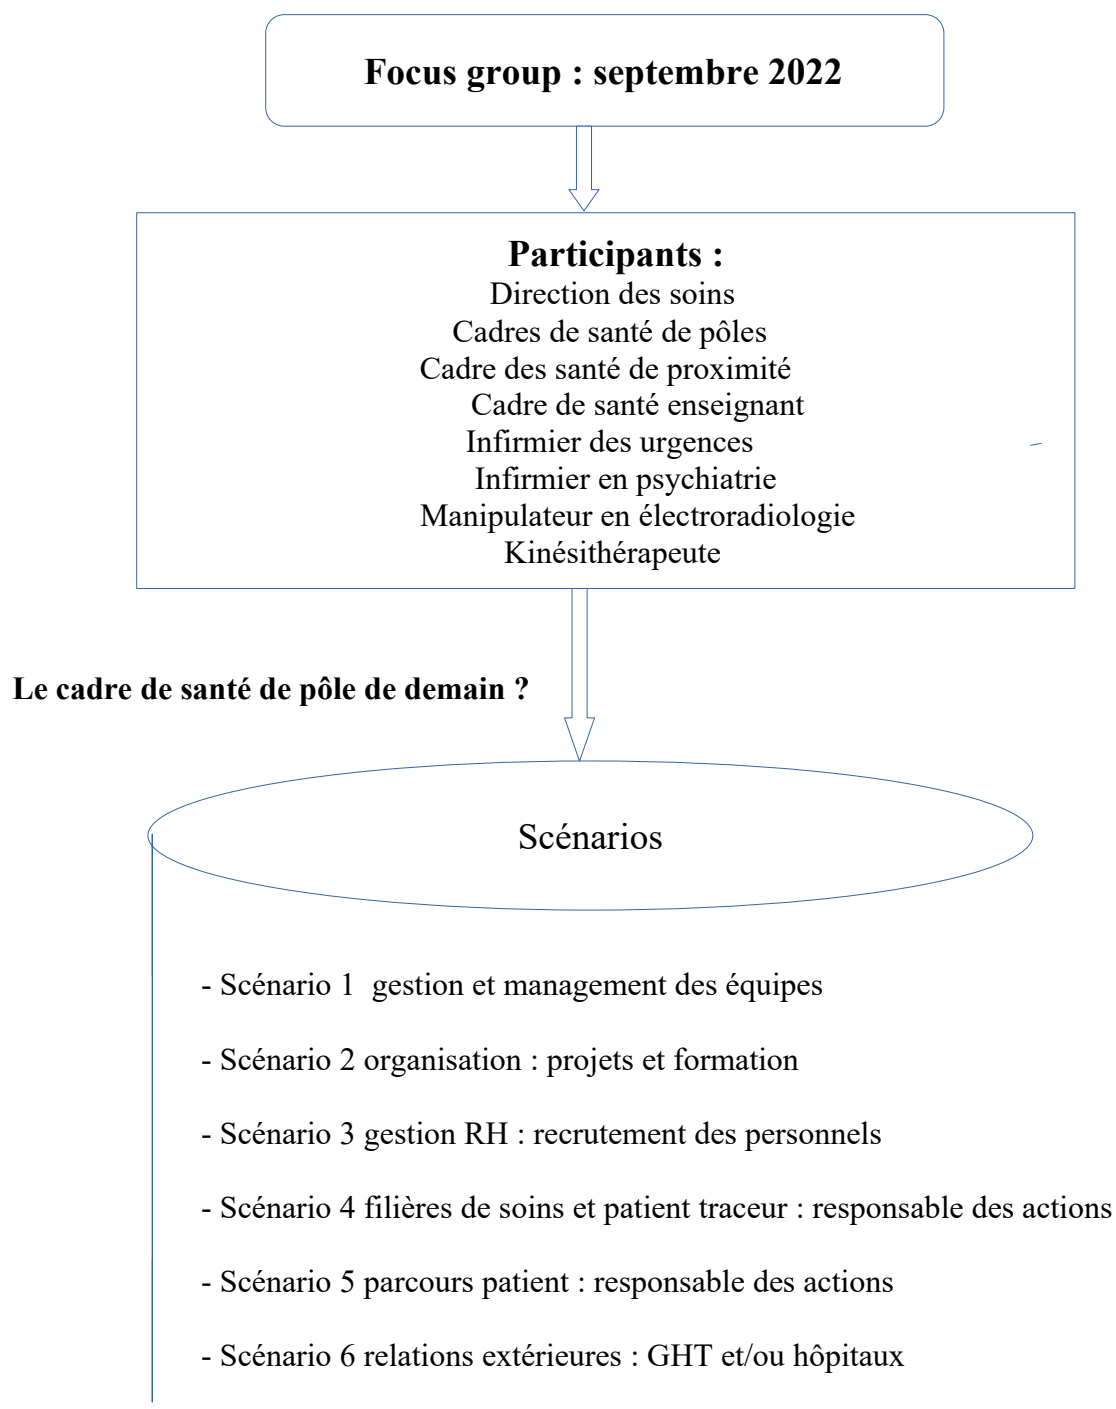 Focus group : septembre 2022
Participants :
Direction des soins
Cadres de santé de pôles
Cadre des santé de proximité
Cadre de santé enseignant
Infirmier des urgences
Infirmier en psychiatrie
Manipulateur en électroradiologie
Kinésithérapeute
Le cadre de santé de pôle de demain ?
Scénarios
- Scénario 1 gestion et management des équipes
- Scénario 2 organisation : projets et formation
- Scénario 3 gestion RH : recrutement des personnels
- Scénario 4 filières de soins et patient traceur : responsable des actions
- Scénario 5 parcours patient : responsable des actions
- Scénario 6 relations extérieures : GHT et/ou hôpitaux